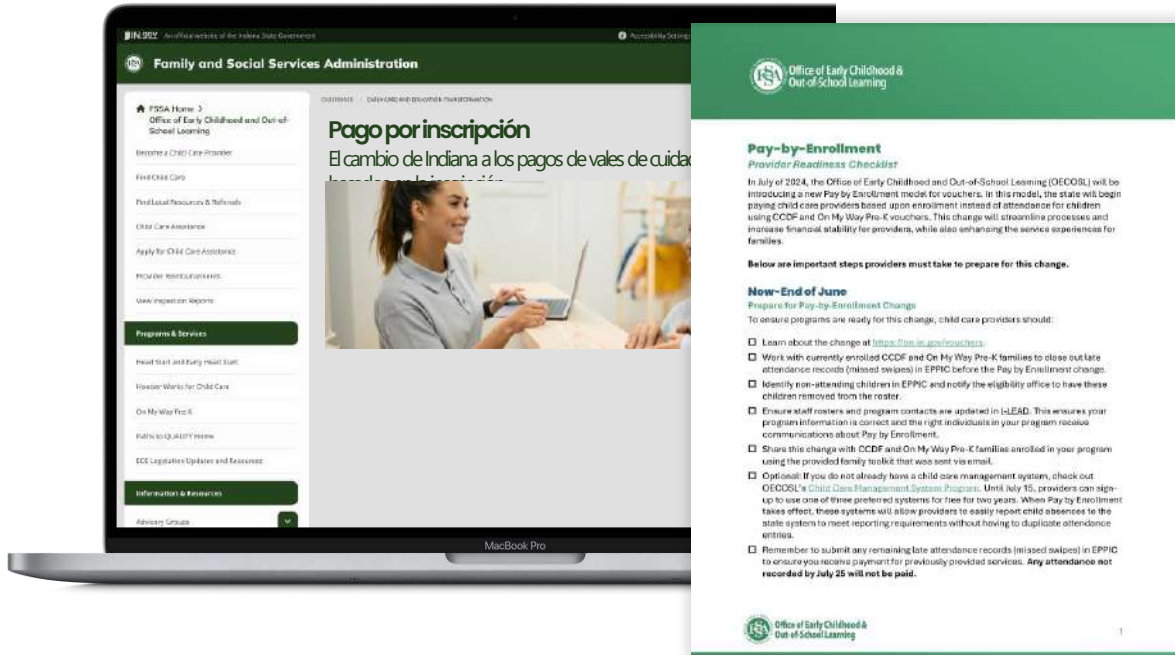 IN.gov An official website of the Indiana State Government
Accessibility Settings
Family and Social Services Administration
FSSA Home
Office of Early Childhood and Out-of-
School Learning
Become a Child Care Provider
Find Child Care
Find Local Resources & Referrals
Child Care Assistance
Apply for Child Care Assistance
Provider Reimbursements
View Inspection Reports
Programs & Services
Head Start and Early Head Start
Hoosier Works for Child Care
On My Way Pre-K
Paths to QUALITY Home
ECE Legislation Updates and Resources
Information & Resources
Advisory Groups
EARLY CARE AND EDUCATION TRANSFORMATION
Pago por inscripción
El cambio de Indiana a los pagos de vales de cuidad
MacBook Pro
FSSA
Office of Early Childhood &
Out-of-School Learning
Pay-by-Enrollment
Provider Readiness Checklist
In July of 2024, the Office of Early Childhood and Out-of-School Learning (OECOSL) will be
introducing a new Pay by Enrollment model for vouchers. In this model, the state will begin
paying child care providers based upon enrollment instead of attendance for children
using CCDF and On My Way Pre-K vouchers. This change will streamline processes and
increase financial stability for providers, while also enhancing the service experiences for
families.
Below are important steps providers must take to prepare for this change.
Now-End of June
Prepare for Pay-by-Enrollment Change
To ensure programs are ready for this change, child care providers should:
☐ Learn about the change at https://on.in.gov/vouchers.
☐ Work with currently enrolled CCDF and On My Way Pre-K families to close out late
attendance records (missed swipes) in EPPIC before the Pay by Enrollment change.
☐ Identify non-attending children in EPPIC and notify the eligibility office to have these
children removed from the roster.
☐ Ensure staff rosters and program contacts are updated in I-LEAD. This ensures your
program information is correct and the right individuals in your program receive
communications about Pay by Enrollment.
☐ Share this change with CCDF and On My Way Pre-K families enrolled in your program
using the provided family toolkit that was sent via email.
☐ Optional: If you do not already have a child care management system, check out
OECOSL's Child Care Management System Program. Until July 15, providers can sign-
up to use one of three preferred systems for free for two years. When Pay by Enrollment
takes effect, these systems will allow providers to easily report child absences to the
state system to meet reporting requirements without having to duplicate attendance
entries.
☐ Remember to submit any remaining late attendance records (missed swipes) in EPPIC
to ensure you receive payment for previously provided services. Any attendance not
recorded by July 25 will not be paid.
FSSA
Office of Early Childhood &
Out-of-School Learning
1